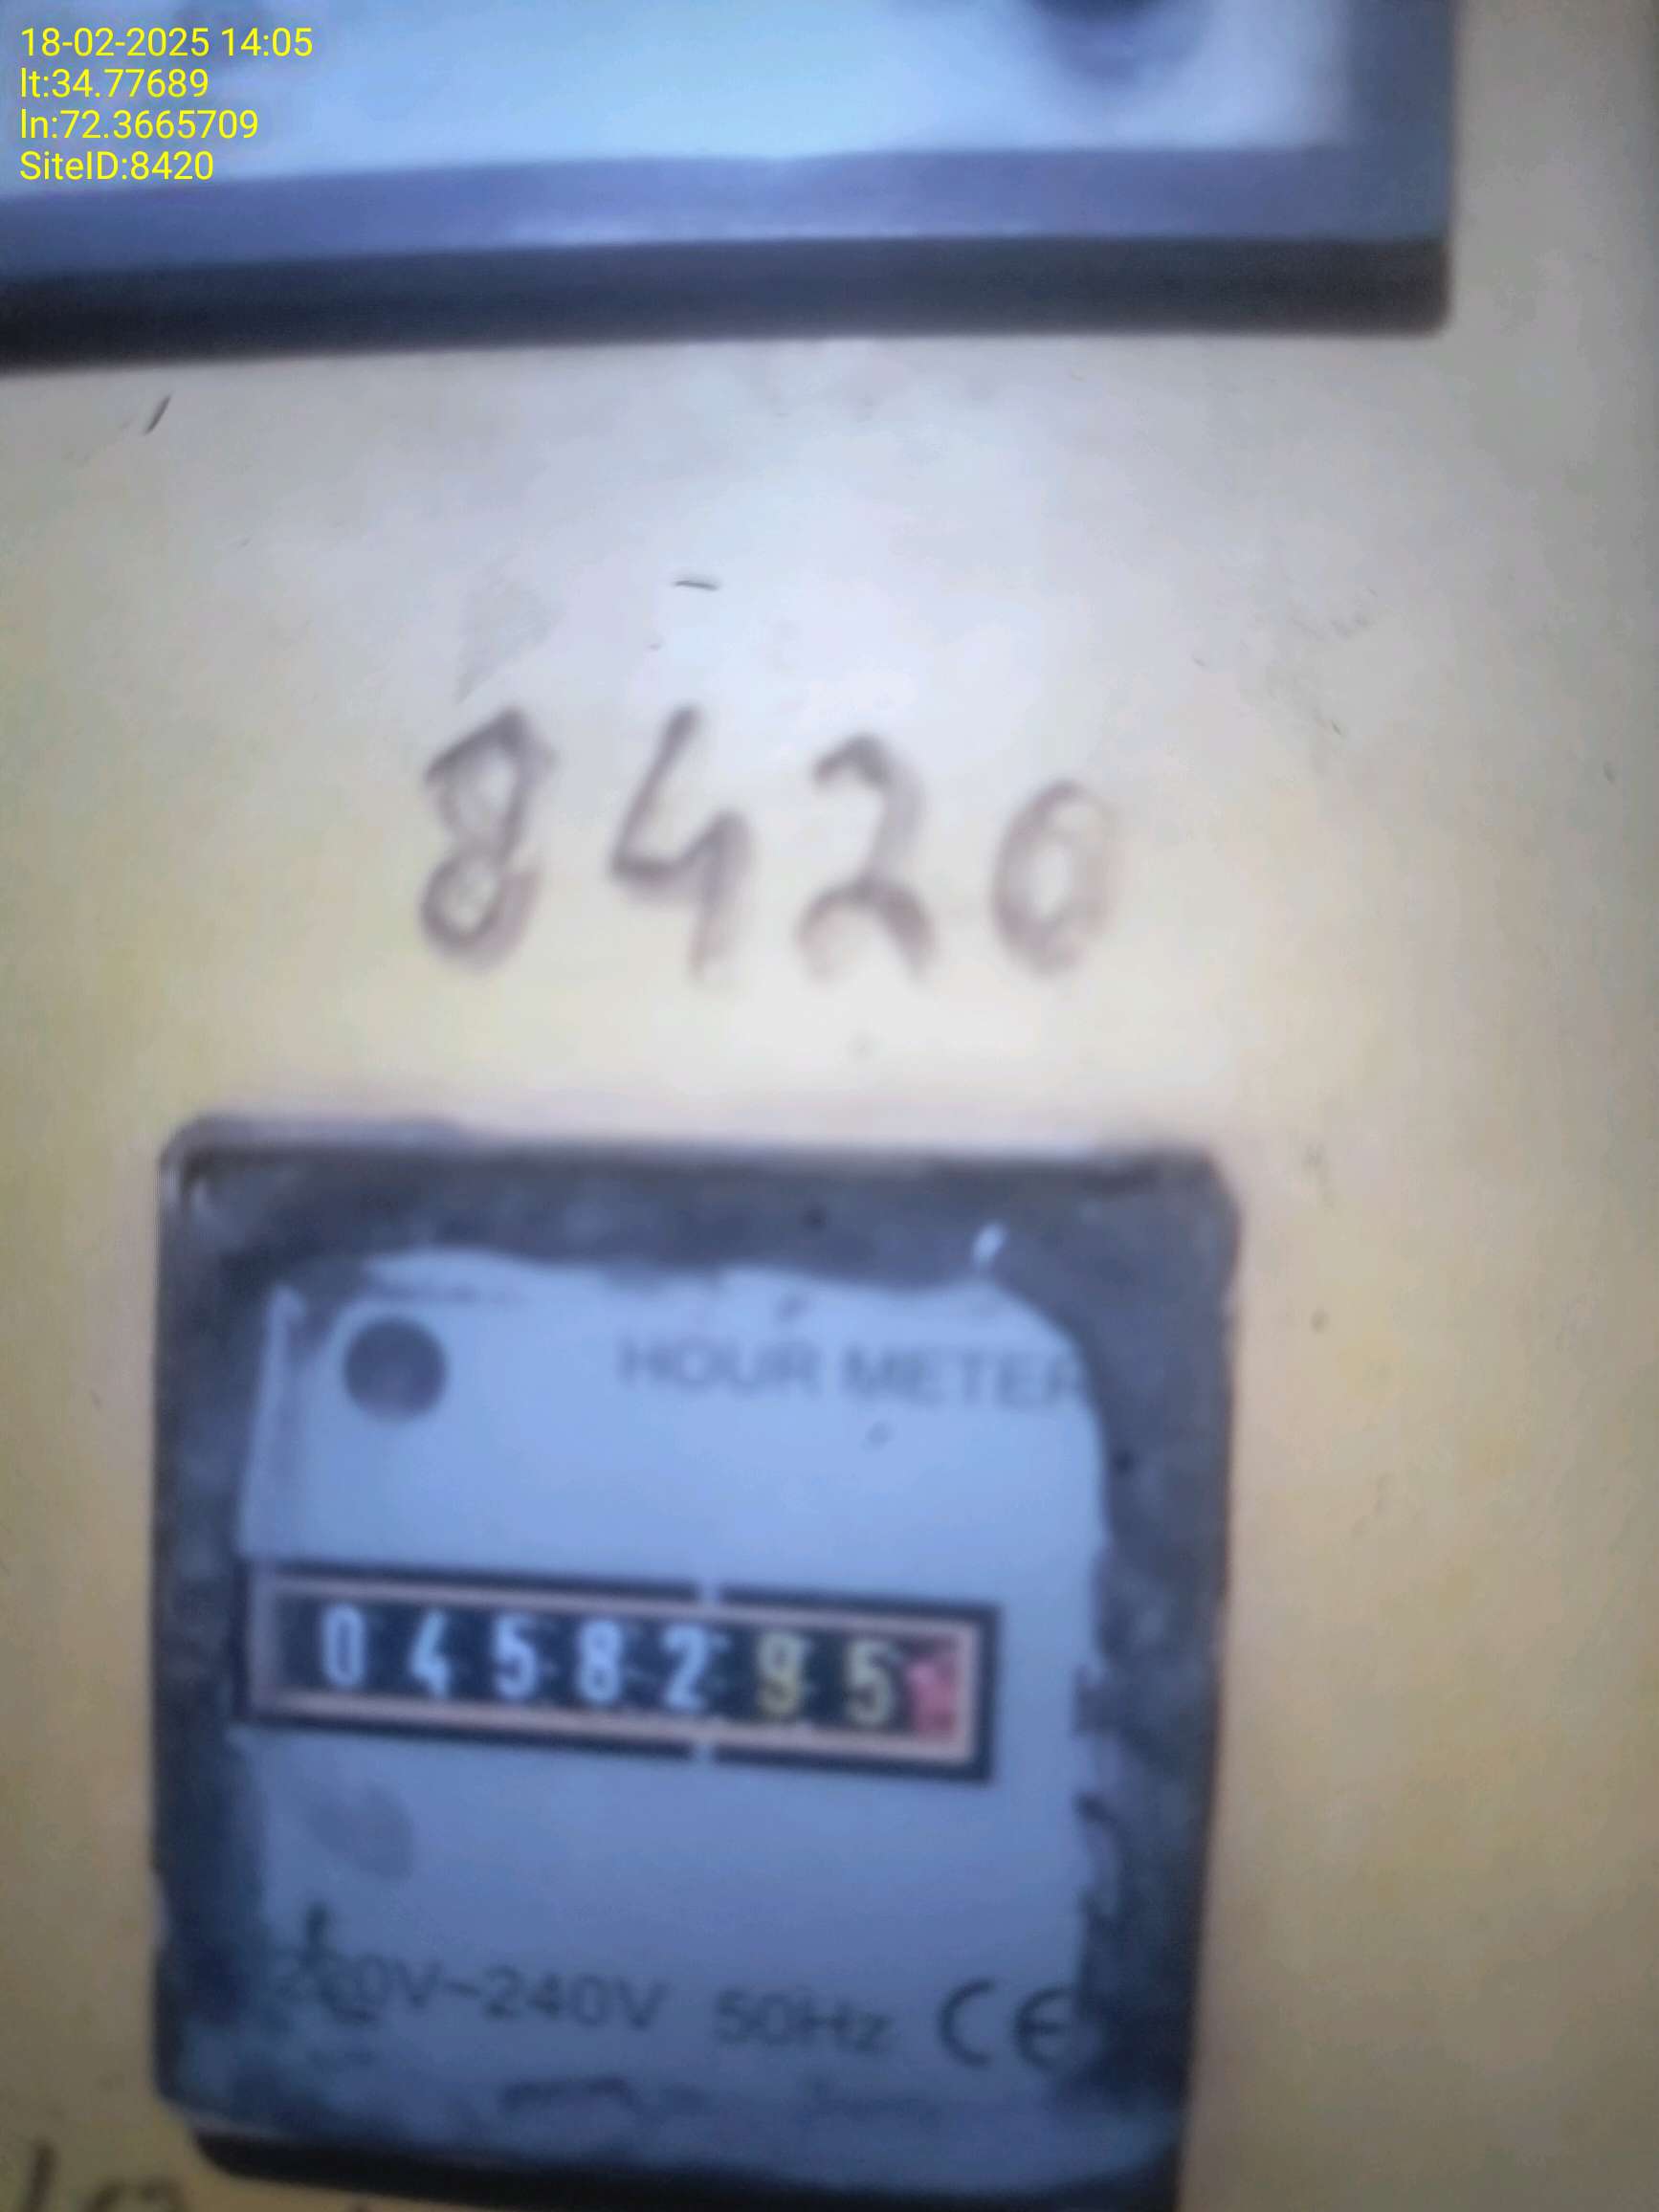 18-02-2025 14:05
lt:34.77689
ln:72.3665709
SiteID:8420
8420
HOUR METER
0458295
240V 50Hz CE